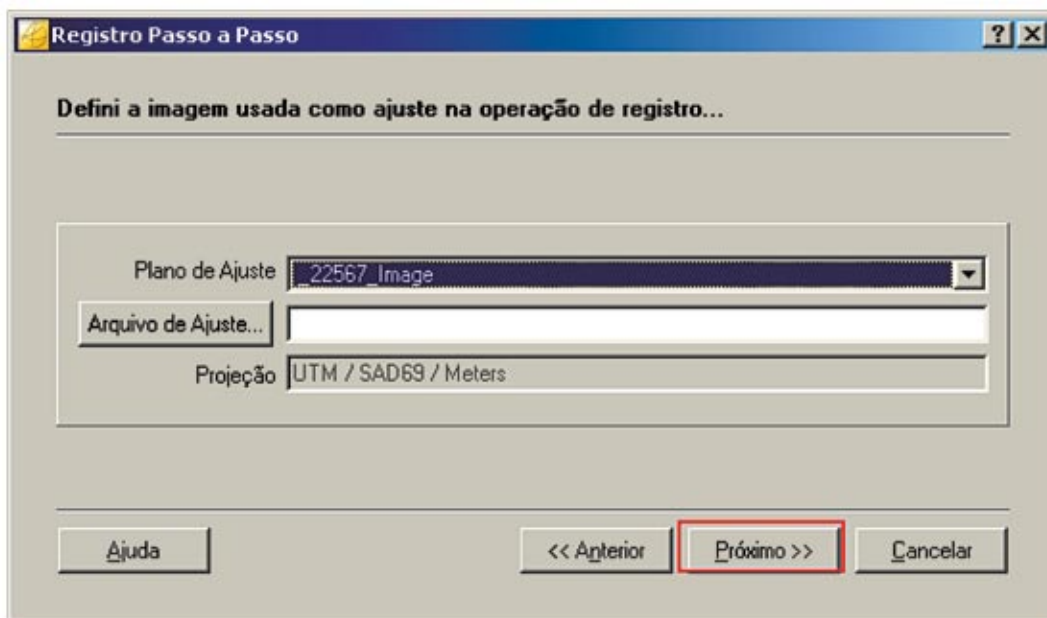 Registro Passo a Passo
Defini a imagem usada como ajuste na operação de registro...
Plano de Ajuste _22567_Image
Arquivo de Ajuste...
Projeção UTM / SAD69 / Meters
Ajuda << Anterior Próximo >> Cancelar